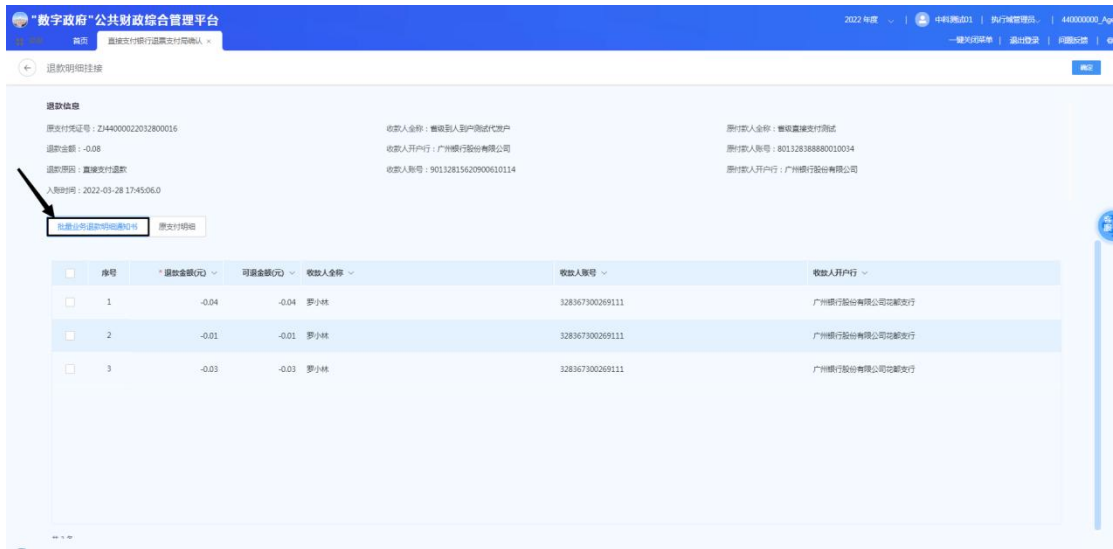 "数字政府"公共财政综合管理平台
2022 年度 | 中科测试01 | 执行域管理员 | 440000000_Age
首页 直接支付银行退票支付局确认 ×
一键关闭菜单 | 退出登录 | 问题反馈 |
退款明细挂接
确定
退款信息
原支付凭证号：ZJ44000022032800016 收款人全称：省级到人到户测试代发户 原付款人全称：省级直接支付测试
退款金额：-0.08 收款人开户行：广州银行股份有限公司 原付款人账号：801328388880010034
退款原因：直接支付退款 收款人账号：90132815620900610114 原付款人开户行：广州银行股份有限公司
入账时间：2022-03-28 17:45:06.0
批量业务退款明细通知书 原支付明细
序号 *退款金额(元) 可退金额(元) 收款人全称 收款人账号 收款人开户行
1 -0.04 -0.04 罗小林 328367300269111 广州银行股份有限公司花都支行
2 -0.01 -0.01 罗小林 328367300269111 广州银行股份有限公司花都支行
3 -0.03 -0.03 罗小林 328367300269111 广州银行股份有限公司花都支行